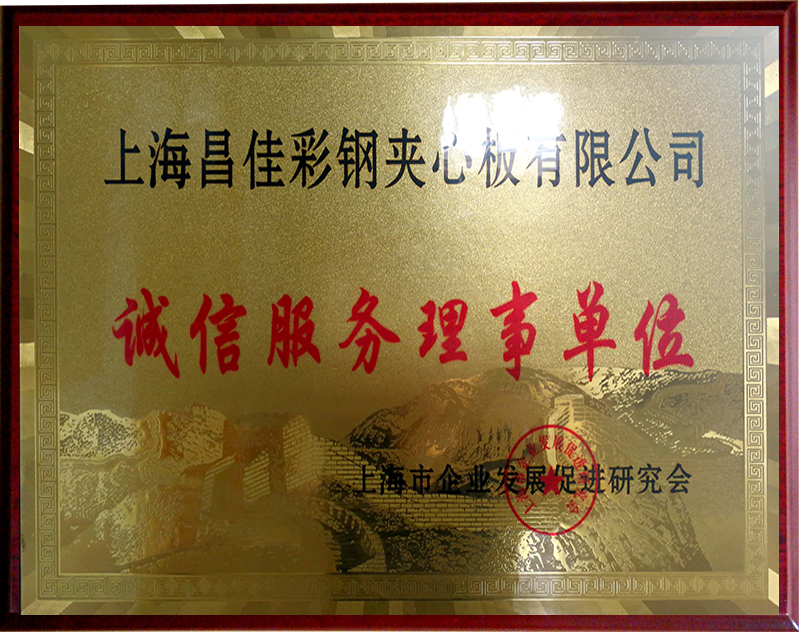 上海昌佳彩钢夹心板有限公司
诚信服务理事单位
上海市企业发展促进研究会